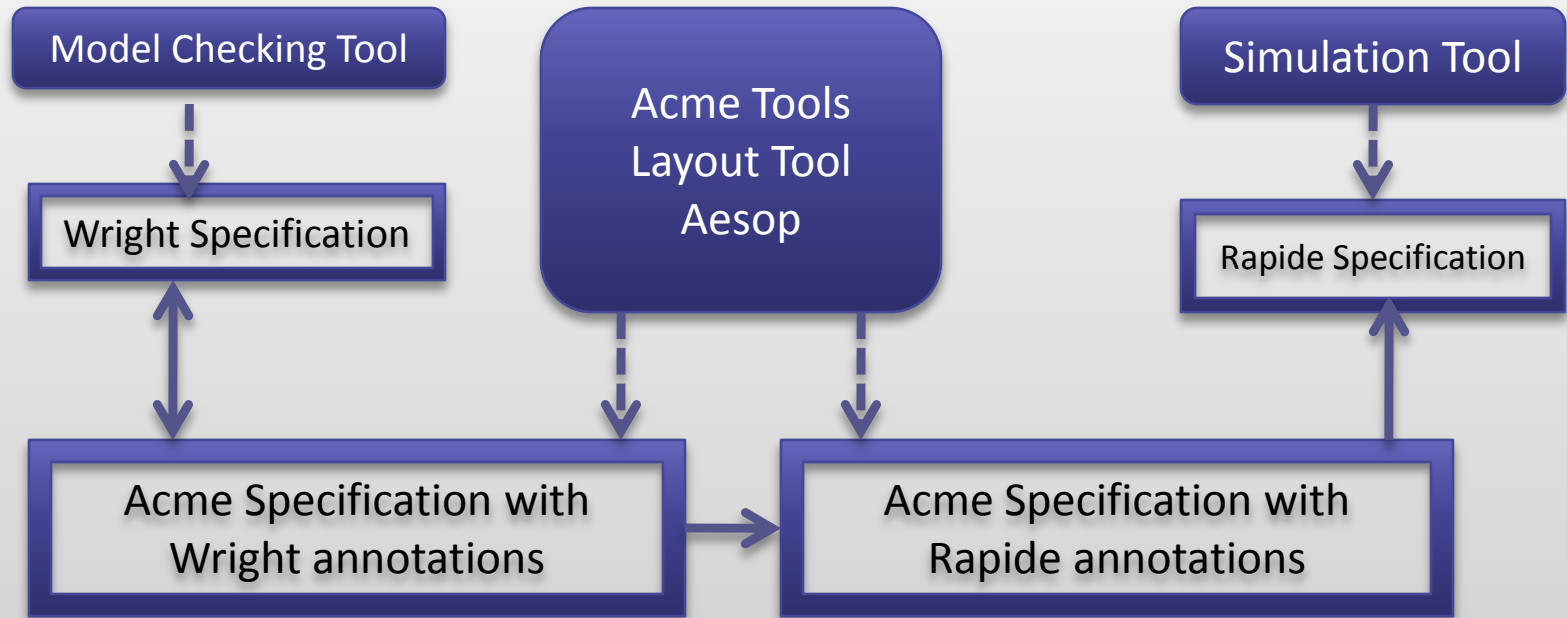 Model Checking Tool
Acme Tools
Layout Tool
Aesop
Simulation Tool
Wright Specification
Rapide Specification
Acme Specification with
Wright annotations
Acme Specification with
Rapide annotations